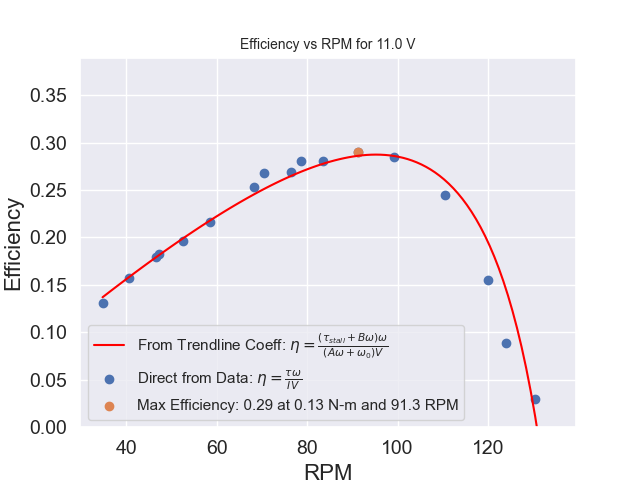 Efficiency vs RPM for 11.0 V
0.35
0.30
0.25
0.20
0.15
0.10
0.05
0.00
Efficiency
From Trendline Coeff: η = (τ_stall + Bω)ω / (Aω + ω₀)V
Direct from Data: η = τω / IV
Max Efficiency: 0.29 at 0.13 N-m and 91.3 RPM
40 60 80 100 120
RPM